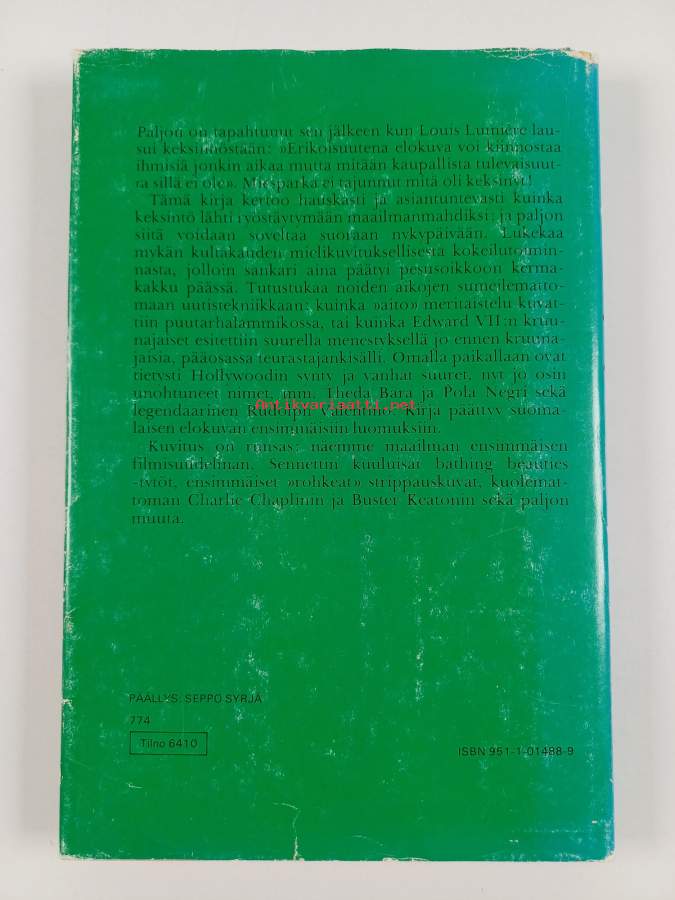 Paljon on tapahtunut sen jälkeen kun Louis Lumière lau-
sui keksinnöstään: »Erikoisuutena elokuva voi kiinnostaa
ihmisiä jonkin aikaa mutta mitään kaupallista tulevaisuut-
ta sillä ei ole». Miesparka ei tajunnut mitä oli keksinyt!
Tämä kirja kertoo hauskasti ja asiantuntevasti kuinka
keksintö lähti ryöstäytymään maailmanmahdiksi; ja paljon
siitä voidaan soveltaa suoraan nykypäivään. Lukekaa
mykän kultakauden mielikuvituksellisesta kokeilutoimin-
nasta, jolloin sankari aina päätyi pesusoikkoon kerma-
kakku päässä. Tutustukaa noiden aikojen sumeilematto-
maan uutistekniikkaan: kuinka »aito» meritaistelu kuvat-
tiin puutarhalammikossa, tai kuinka Edward VII:n kruu-
najaiset esitettiin suurella menestyksellä jo ennen kruuna-
jaisia, pääosassa teurastajankisälli. Omalla paikallaan ovat
tietysti Hollywoodin synty ja vanhat suuret, nyt jo osin
unohtuneet nimet, mm. Theda Bara ja Pola Negri sekä
legendaarinen Rudolph Valentino. Kirja päättyy suoma-
laisen elokuvan ensimmäisiin luomuksiin.
Kuvitus on runsas: näemme maailman ensimmäisen
filmisuudelman, Sennettin kuuluisat bathing beauties
-tytöt, ensimmäiset »rohkeat» strippauskuvat, kuolemat-
toman Charlie Chaplinin ja Buster Keatonin sekä paljon
muuta.
Antikvariaatti.net
PÄÄLLYS: SEPPO SYRJÄ
774
Tilno 6410
ISBN 951-1-01488-9